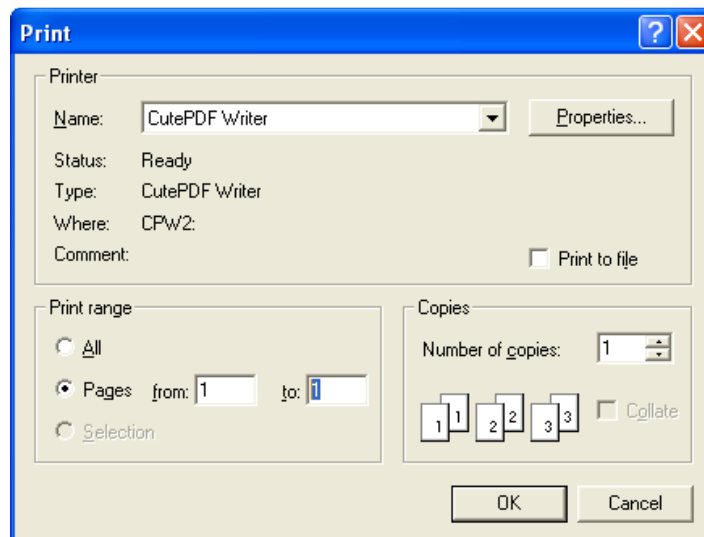 Print
Printer
Name: CutePDF Writer Properties...
Status: Ready
Type: CutePDF Writer
Where: CPW2:
Comment: Print to file
Print range
All
Pages from: 1 to: 1
Selection
Copies
Number of copies: 1
1 1 2 2 3 3 Collate
OK Cancel